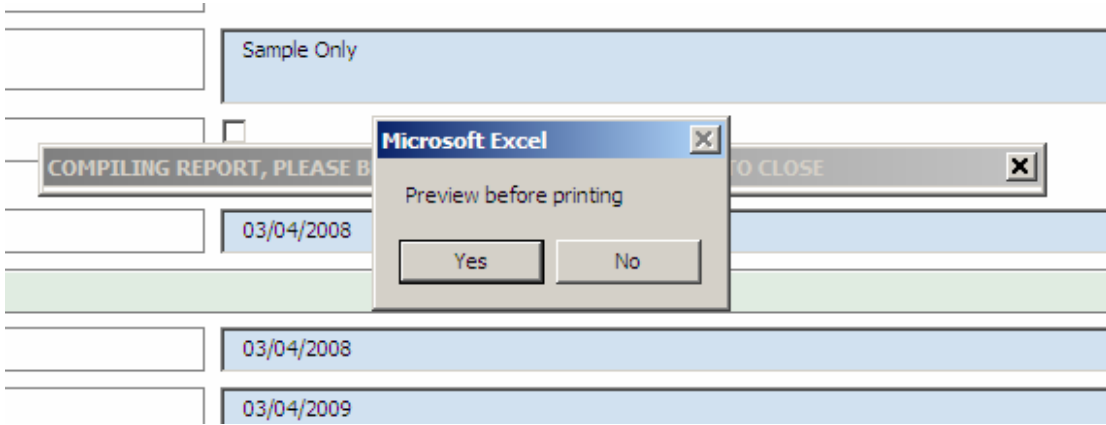 Sample Only
Microsoft Excel
COMPILING REPORT, PLEASE B TO CLOSE
Preview before printing
03/04/2008
Yes No
03/04/2008
03/04/2009